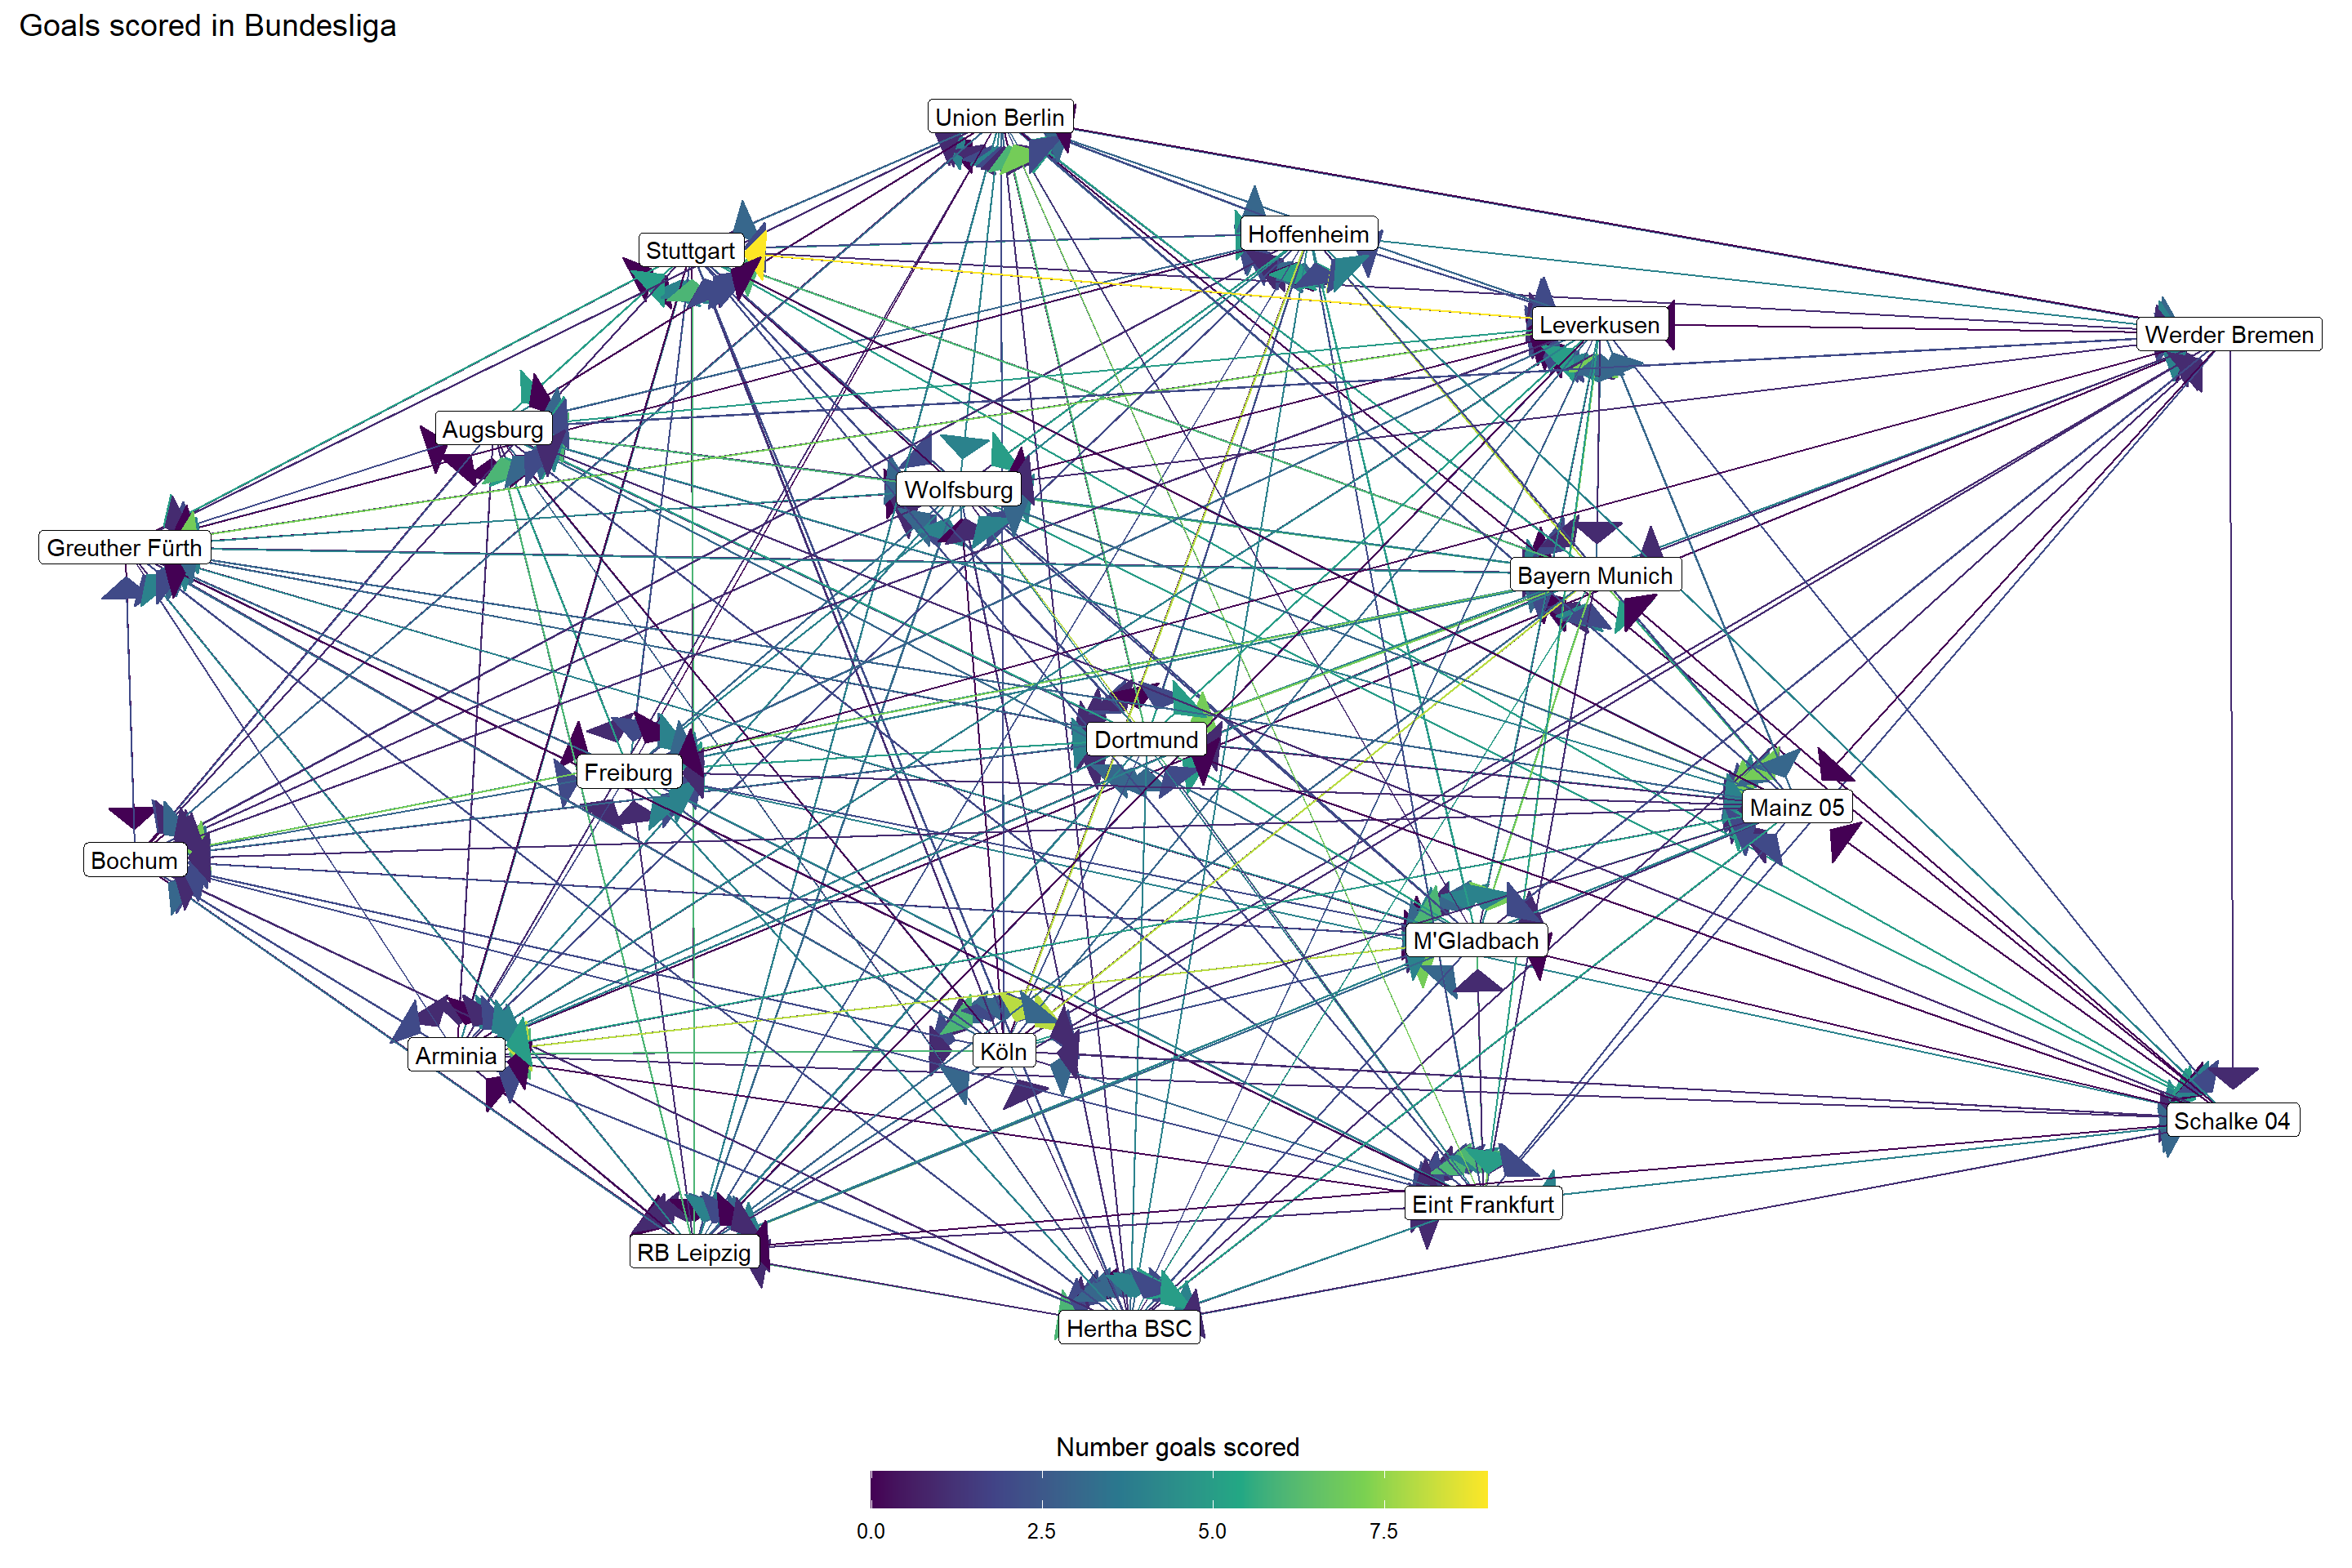 Goals scored in Bundesliga
Union Berlin
Hoffenheim
Stuttgart
Leverkusen
Werder Bremen
Augsburg
Wolfsburg
Greuther Fürth
Bayern Munich
Dortmund
Freiburg
Mainz 05
Bochum
M'Gladbach
Köln
Arminia
Schalke 04
Eint Frankfurt
RB Leipzig
Hertha BSC
Number goals scored
0.0 2.5 5.0 7.5